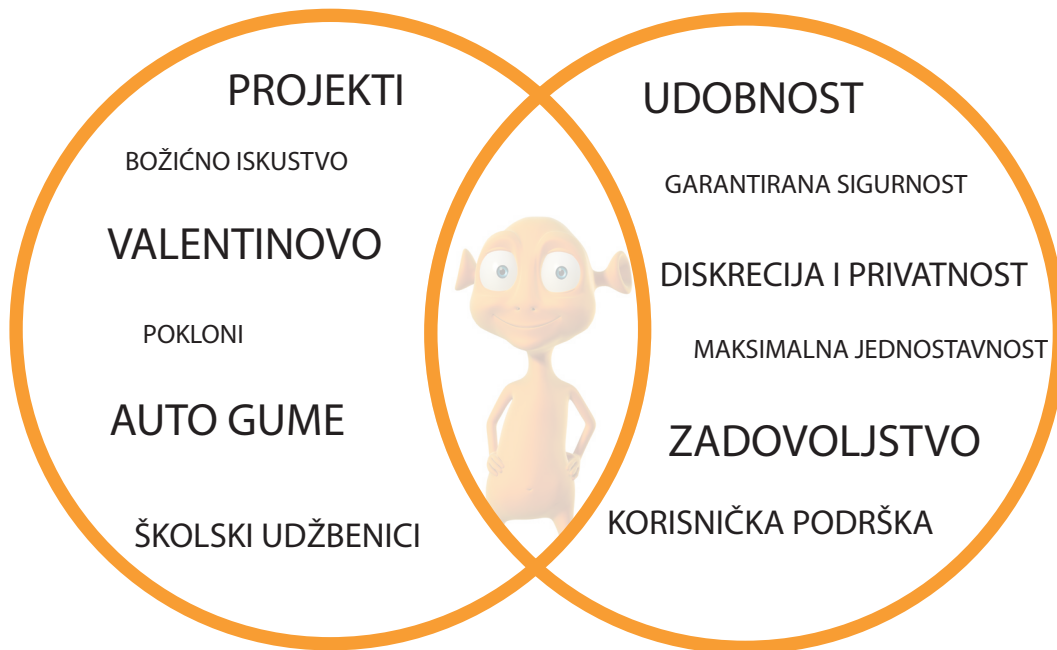 PROJEKTI
BOŽIĆNO ISKUSTVO
VALENTINOVO
POKLONI
AUTO GUME
ŠKOLSKI UDŽBENICI
UDOBNOST
GARANTIRANA SIGURNOST
DISKRECIJA I PRIVATNOST
MAKSIMALNA JEDNOSTAVNOST
ZADOVOLJSTVO
KORISNIČKA PODRŠKA